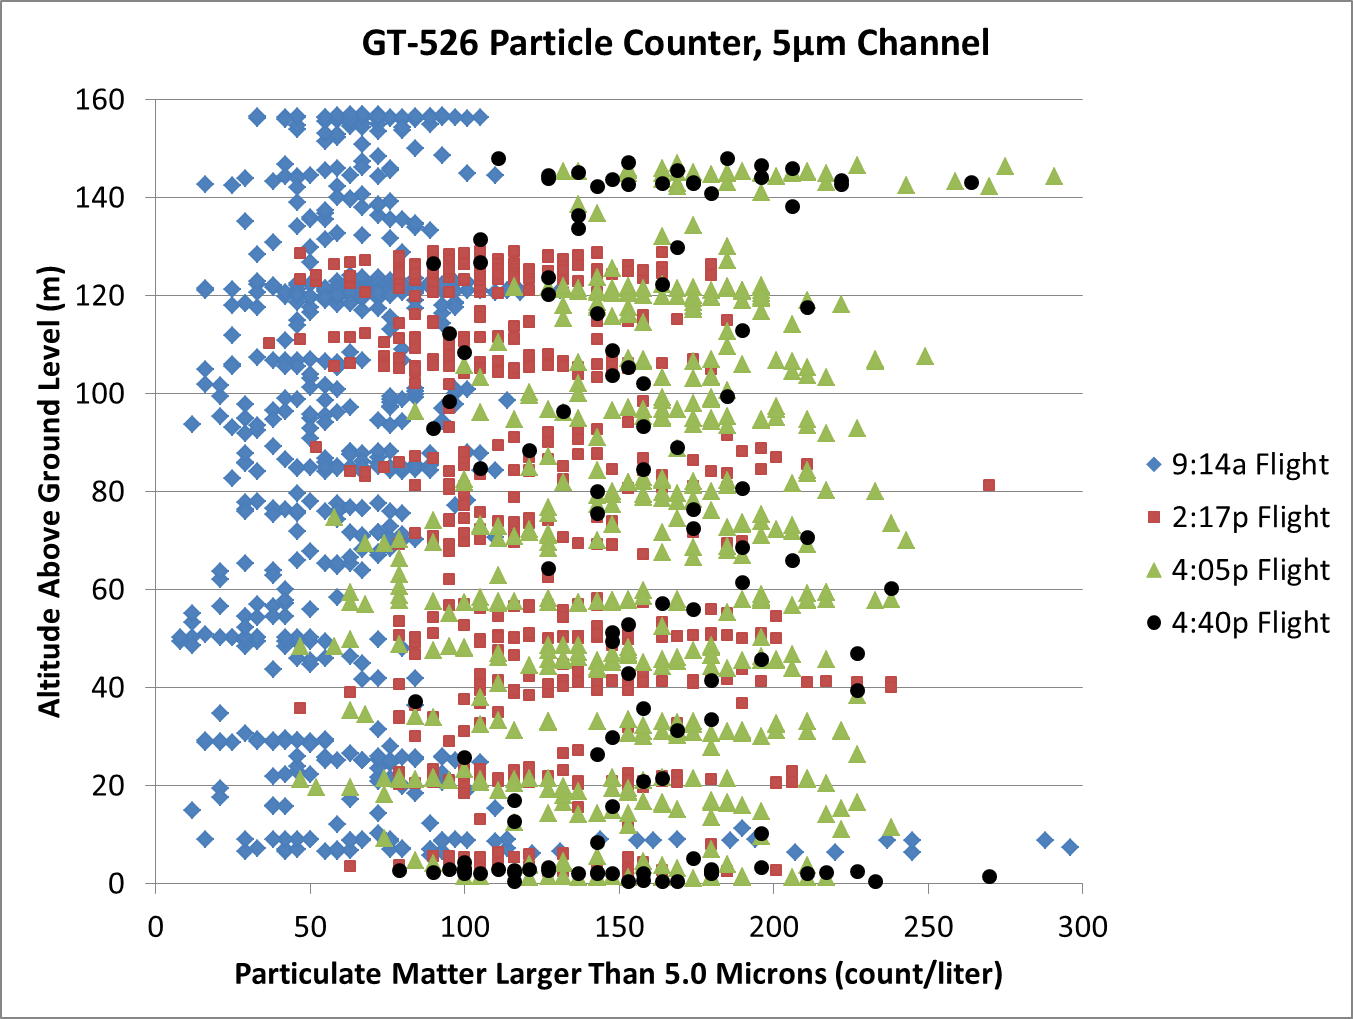 GT-526 Particle Counter, 5µm Channel
160
140
120
100
80
60
40
20
0
Altitude Above Ground Level (m)
0 50 100 150 200 250 300
Particulate Matter Larger Than 5.0 Microns (count/liter)
9:14a Flight
2:17p Flight
4:05p Flight
4:40p Flight